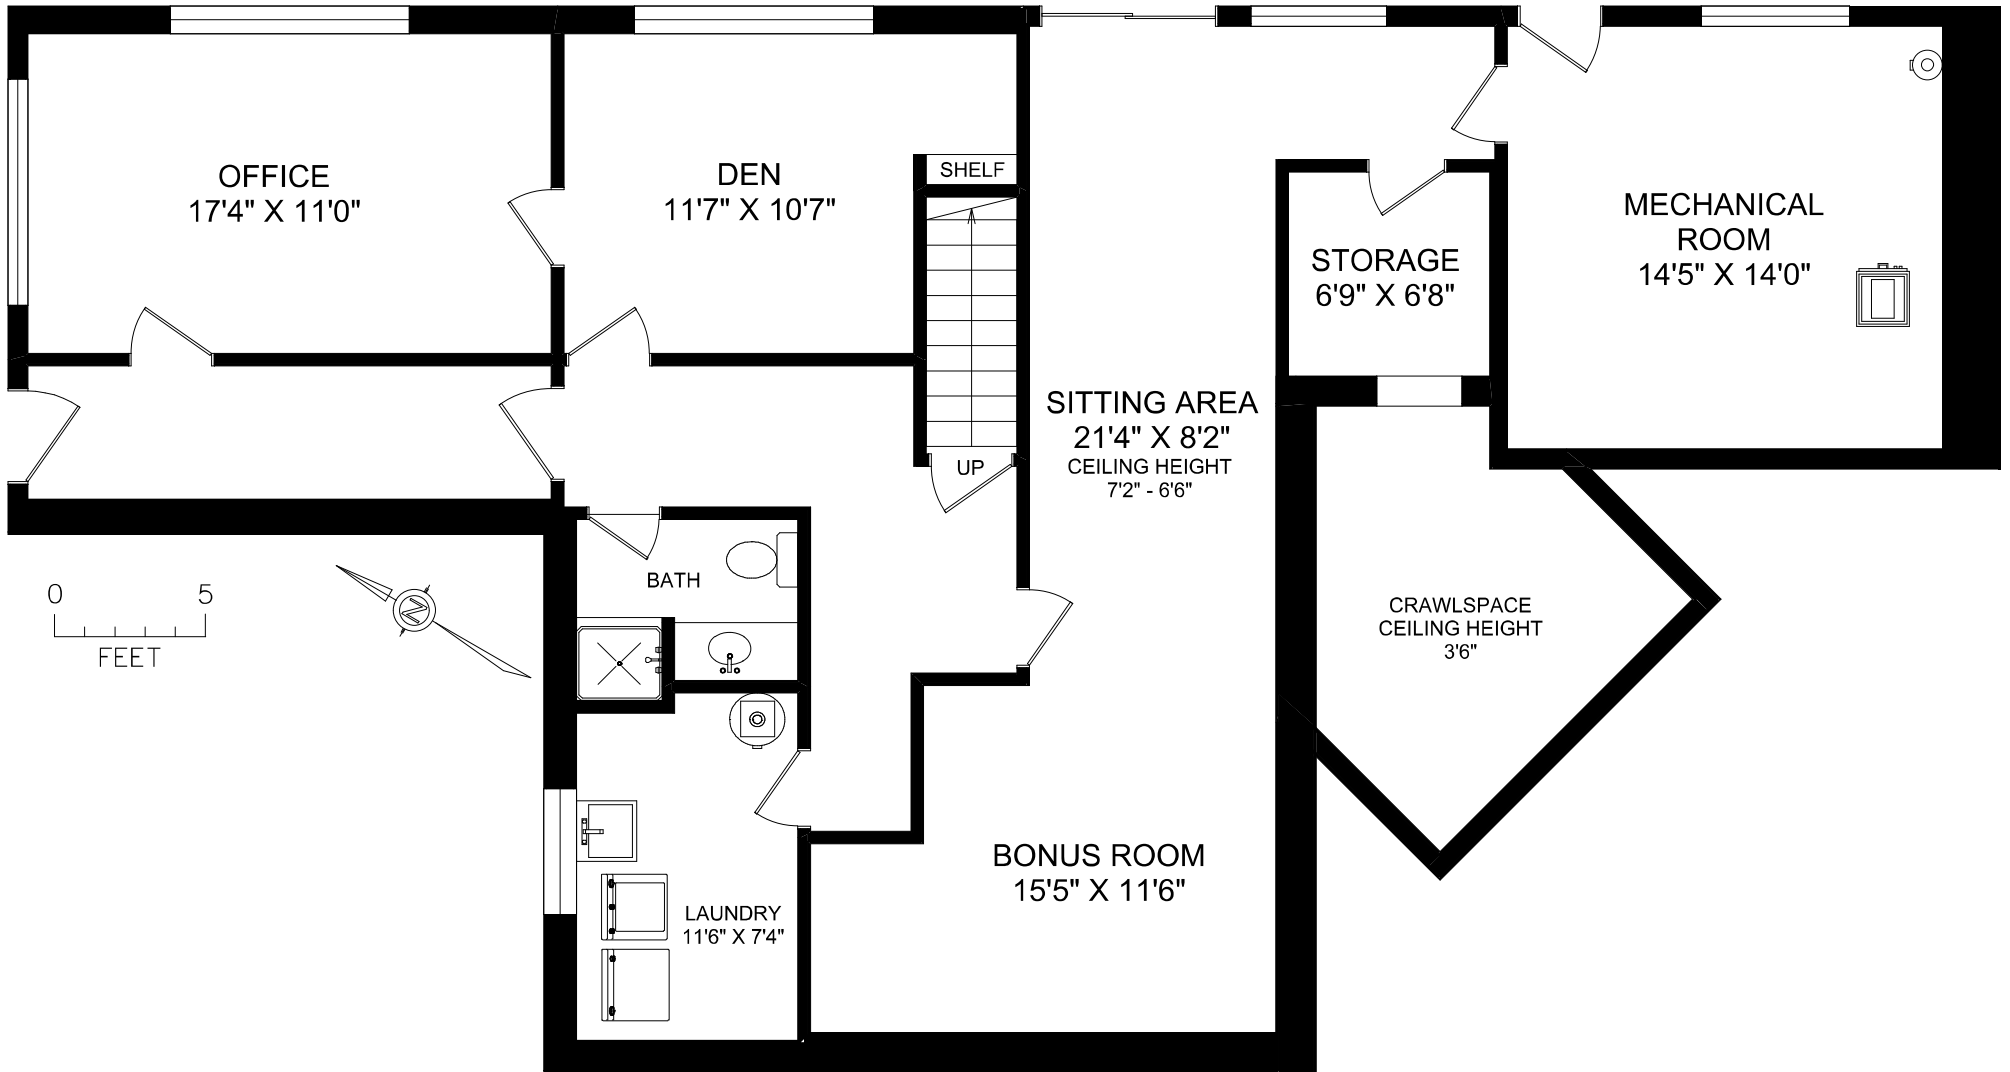 OFFICE
17'4" X 11'0"
DEN
11'7" X 10'7"
SHELF
UP
SITTING AREA
21'4" X 8'2"
CEILING HEIGHT
7'2" - 6'6"
STORAGE
6'9" X 6'8"
MECHANICAL
ROOM
14'5" X 14'0"
BATH
0 5
FEET
N
CRAWLSPACE
CEILING HEIGHT
3'6"
BONUS ROOM
15'5" X 11'6"
LAUNDRY
11'6" X 7'4"